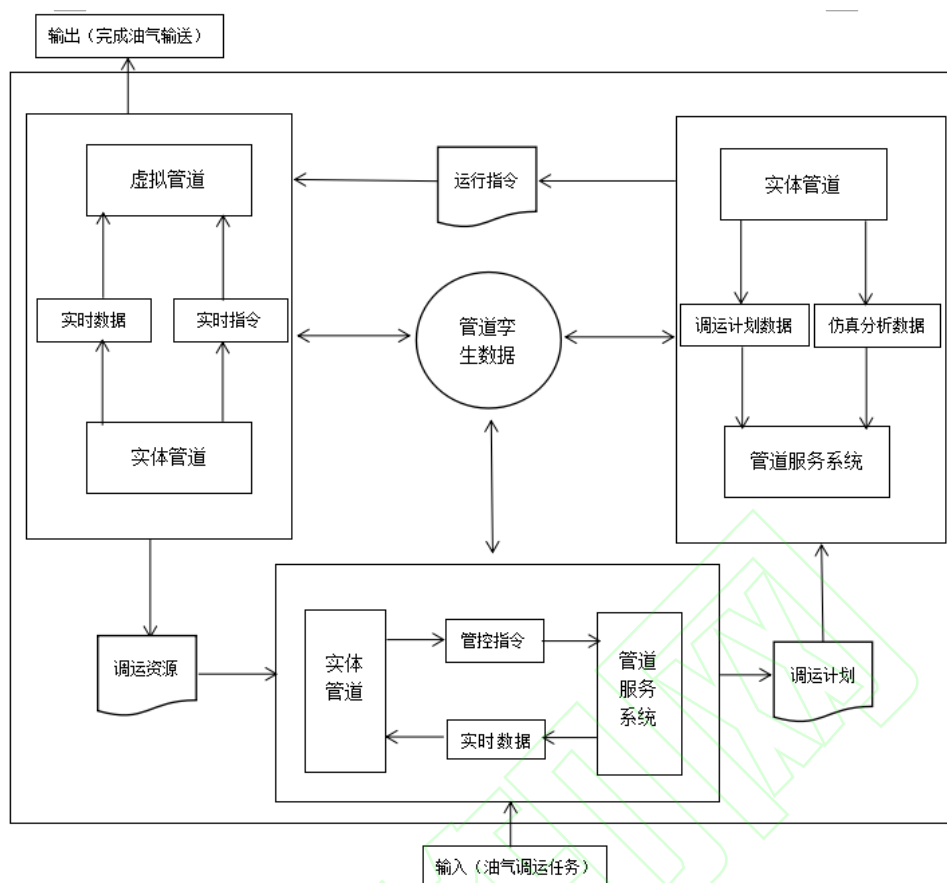 输出（完成油气输送）
虚拟管道
实时数据
实时指令
实体管道
运行指令
管道孪
生数据
实体管道
调运计划数据
仿真分析数据
管道服务系统
调运资源
实体
管道
管控指令
实时数据
管道
服务
系统
调运计划
输入（油气调运任务）